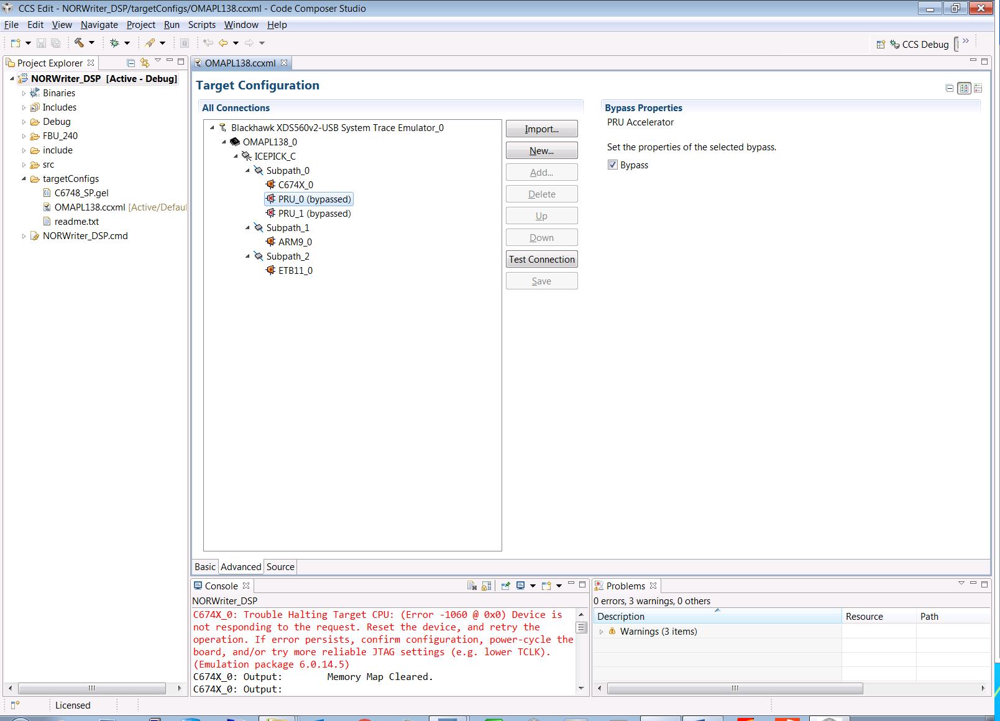 CCS Edit - NORWriter_DSP/targetConfigs/OMAPL138.ccxml - Code Composer Studio
File Edit View Navigate Project Run Scripts Window Help
CCS Debug
Project Explorer
NORWriter_DSP [Active - Debug]
Binaries
Includes
Debug
FBU_240
include
src
targetConfigs
C6748_SP.gel
OMAPL138.ccxml [Active/Defau
readme.txt
NORWriter_DSP.cmd
OMAPL138.ccxml
Target Configuration
All Connections
Blackhawk XDS560v2-USB System Trace Emulator_0
OMAPL138_0
ICEPICK_C
Subpath_0
C674X_0
PRU_0 (bypassed)
PRU_1 (bypassed)
Subpath_1
ARM9_0
Subpath_2
ETB11_0
Import...
New...
Add...
Delete
Up
Down
Test Connection
Save
Bypass Properties
PRU Accelerator
Set the properties of the selected bypass.
Bypass
Basic Advanced Source
Console
NORWriter_DSP
C674X_0: Trouble Halting Target CPU: (Error -1060 @ 0x0) Device is
not responding to the request. Reset the device, and retry the
operation. If error persists, confirm configuration, power-cycle the
board, and/or try more reliable JTAG settings (e.g. lower TCLK).
(Emulation package 6.0.14.5)
C674X_0: Output: Memory Map Cleared.
C674X_0: Output:
Problems
0 errors, 3 warnings, 0 others
Description Resource Path
Warnings (3 items)
Licensed